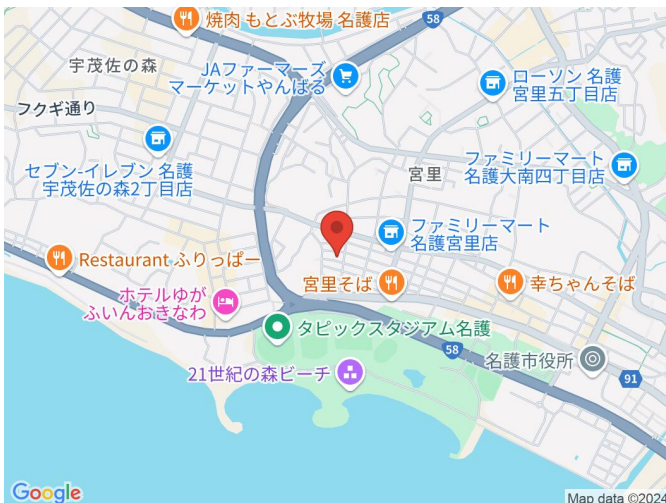 焼肉 もとぶ牧場 名護店
58
宇茂佐の森
JAファーマーズ
マーケットやんばる
ローソン 名護
宮里五丁目店
フクギ通り
セブン-イレブン 名護
宇茂佐の森2丁目店
宮里
ファミリーマート
名護大南四丁目店
ファミリーマート
名護宮里店
Restaurant ふりっぱー
宮里そば
幸ちゃんそば
ホテルゆが
ふいんおきなわ
タピックスタジアム名護
58
名護市役所
21世紀の森ビーチ
91
Google
Map data ©2024